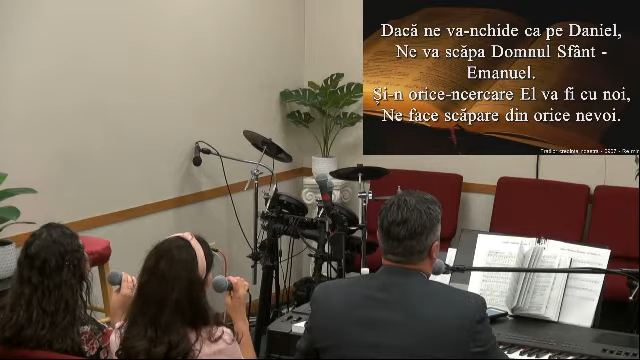 Dacă ne va-nchide ca pe Daniel,
Ne va scăpa Domnul Sfânt -
Emanuel.
Și-n orice-ncercare El va fi cu noi,
Ne face scăpare din orice nevoi.